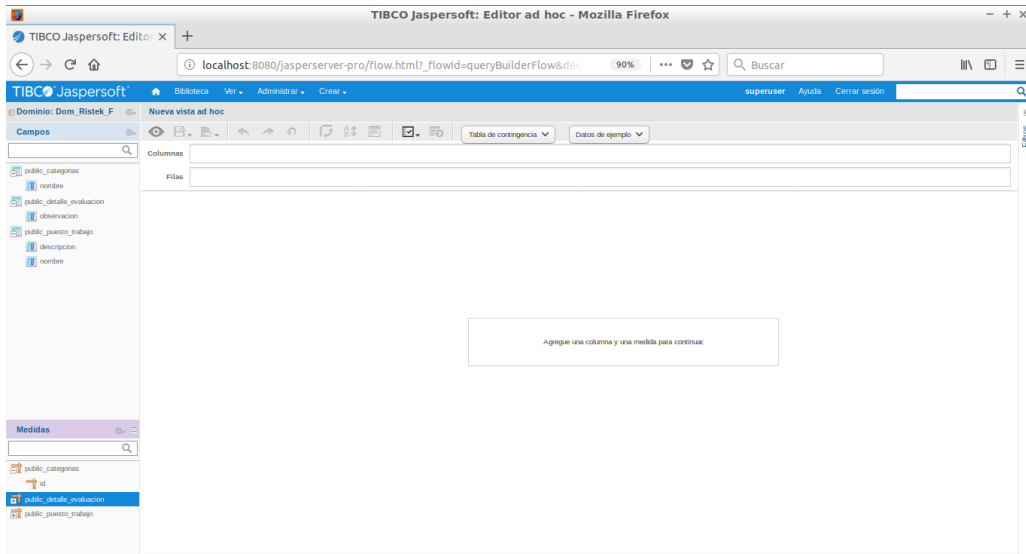 TIBCO Jaspersoft: Editor ad hoc - Mozilla Firefox
TIBCO Jaspersoft: Editor
localhost:8080/jasperserver-pro/flow.html?_flowId=queryBuilderFlow&dec 90% Buscar
TIBCO Jaspersoft Biblioteca Ver Administrar Crear superuser Ayuda Cerrar sesión
Dominio: Dom_Ristek_F Nueva vista ad hoc
Campos Tabla de contingencia Datos de ejemplo
Filtros
Columnas
Filas
public_categorias
nombre
public_detalle_evaluacion
observacion
public_puesto_trabajo
descripcion
nombre
Agregue una columna y una medida para continuar.
Medidas
public_categorias
id
public_detalle_evaluacion
public_puesto_trabajo